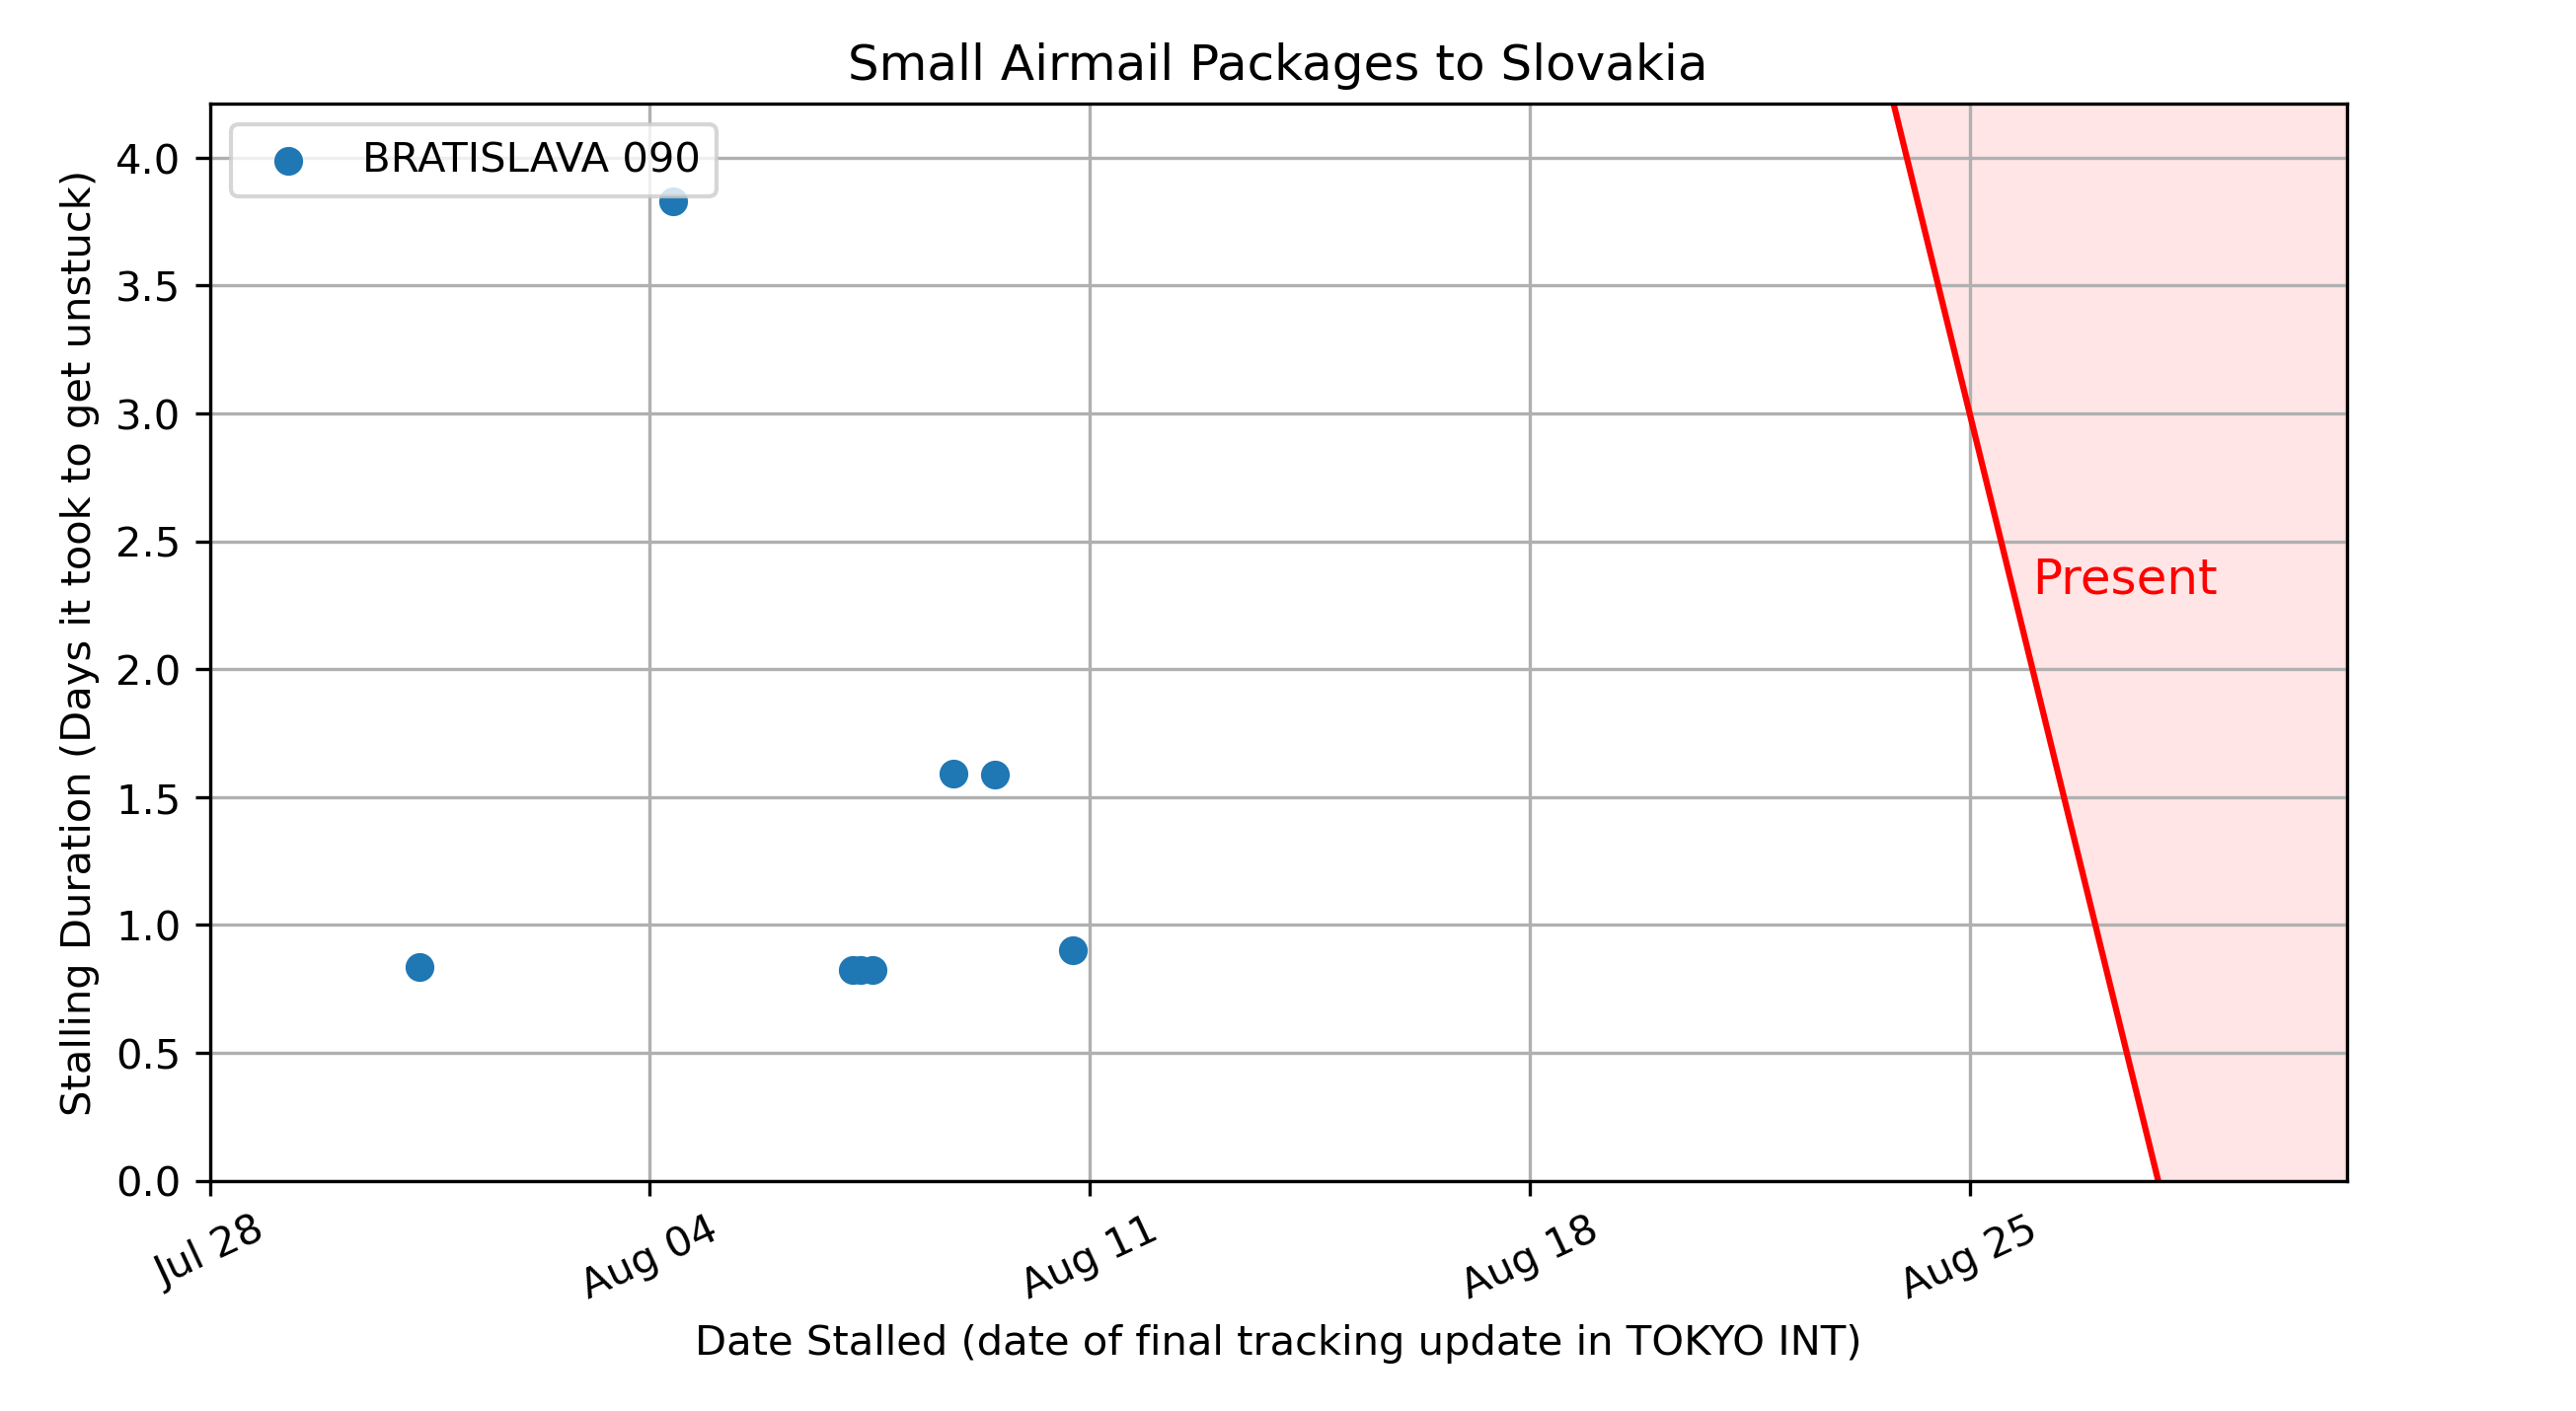 Small Airmail Packages to Slovakia
BRATISLAVA 090
Stalling Duration (Days it took to get unstuck)
4.0
3.5
3.0
2.5
2.0
1.5
1.0
0.5
0.0
Present
Jul 28
Aug 04
Aug 11
Aug 18
Aug 25
Date Stalled (date of final tracking update in TOKYO INT)